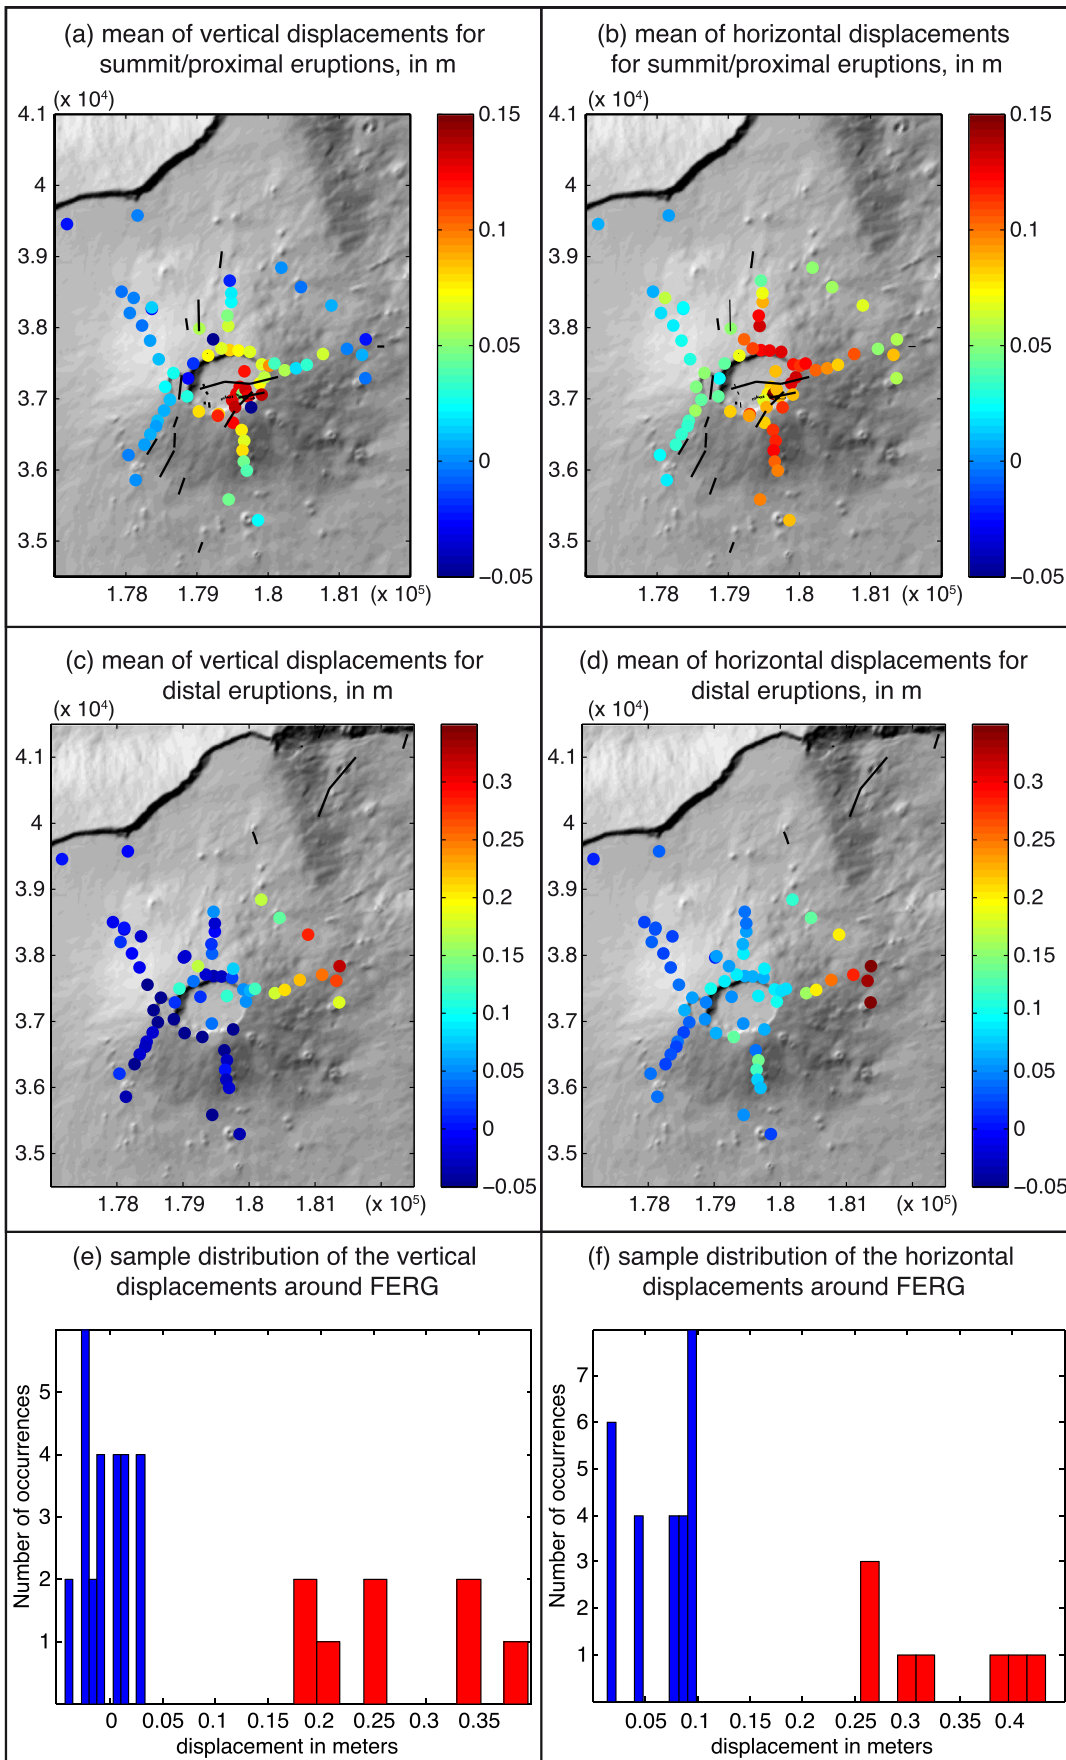 (a) mean of vertical displacements for
summit/proximal eruptions, in m
(x 10⁴)
4.1
4
3.9
3.8
3.7
3.6
3.5
1.78 1.79 1.8 1.81 (x 10⁵)
0.15
0.1
0.05
0
−0.05
(b) mean of horizontal displacements
for summit/proximal eruptions, in m
(x 10⁴)
4.1
4
3.9
3.8
3.7
3.6
3.5
1.78 1.79 1.8 1.81 (x 10⁵)
0.15
0.1
0.05
0
−0.05
(c) mean of vertical displacements for
distal eruptions, in m
(x 10⁴)
4.1
4
3.9
3.8
3.7
3.6
3.5
1.78 1.79 1.8 1.81 (x 10⁵)
0.3
0.25
0.2
0.15
0.1
0.05
0
−0.05
(d) mean of horizontal displacements for
distal eruptions, in m
(x 10⁴)
4.1
4
3.9
3.8
3.7
3.6
3.5
1.78 1.79 1.8 1.81 (x 10⁵)
0.3
0.25
0.2
0.15
0.1
0.05
0
−0.05
(e) sample distribution of the vertical
displacements around FERG
Number of occurrences
5
4
3
2
1
0 0.05 0.1 0.15 0.2 0.25 0.3 0.35
displacement in meters
(f) sample distribution of the horizontal
displacements around FERG
Number of occurrences
7
6
5
4
3
2
1
0.05 0.1 0.15 0.2 0.25 0.3 0.35 0.4
displacement in meters